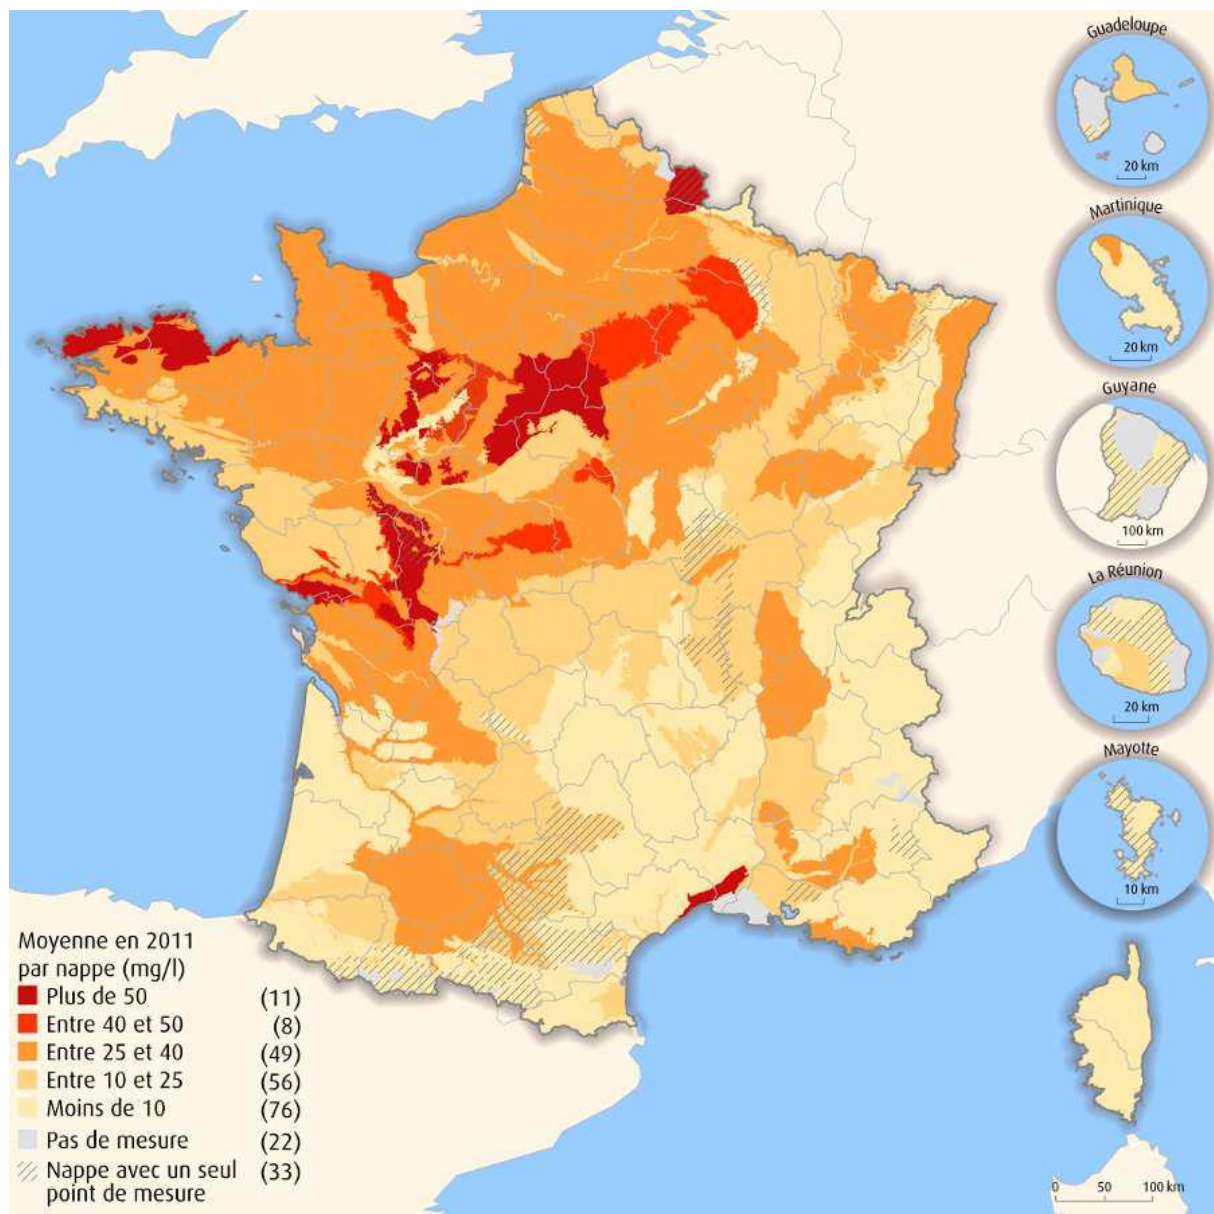 Guadeloupe
20 km
Martinique
20 km
Guyane
100 km
La Réunion
20 km
Mayotte
10 km
Moyenne en 2011
par nappe (mg/l)
Plus de 50 (11)
Entre 40 et 50 (8)
Entre 25 et 40 (49)
Entre 10 et 25 (56)
Moins de 10 (76)
Pas de mesure (22)
Nappe avec un seul (33)
point de mesure
0 50 100 km